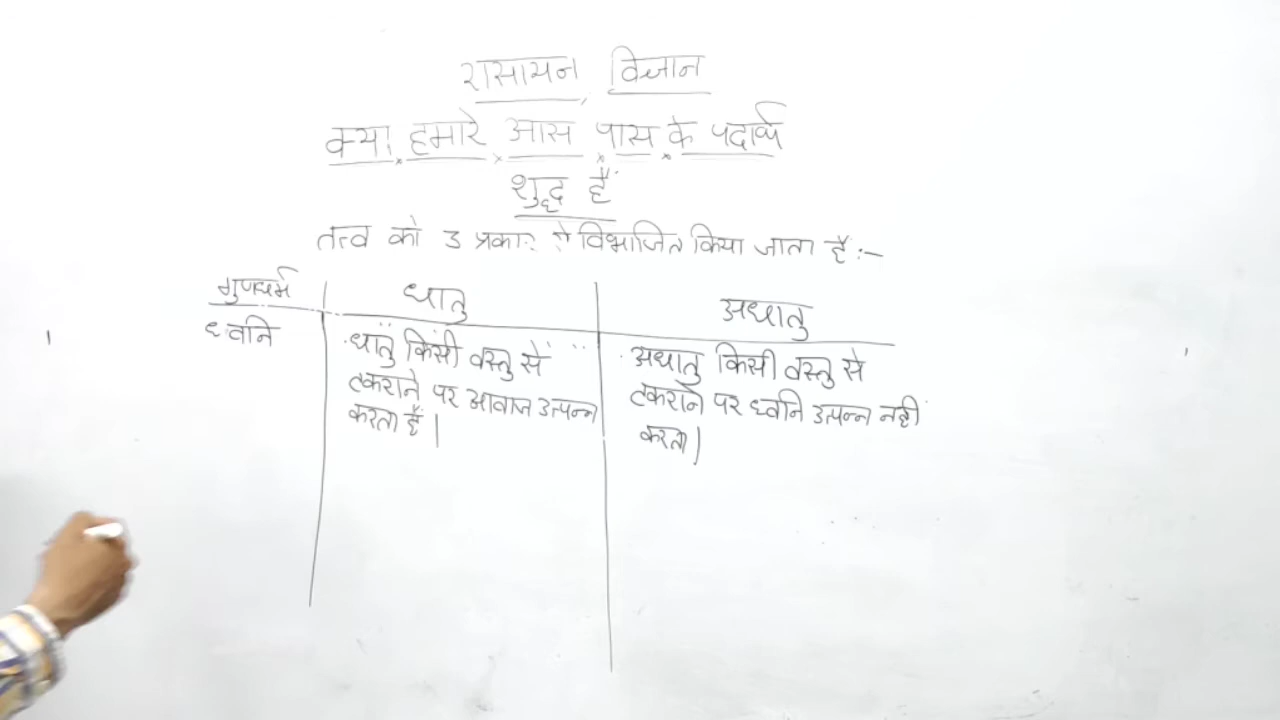 रासायन विज्ञान
क्या हमारे आस पास के पदार्थ
शुद्ध हैं
तत्व को 3 प्रकार से विभाजित किया जाता है :-
गुणधर्म धातु अधातु
ध्वनि
धातु किसी वस्तु से
टकराने पर आवाज उत्पन्न
करता है।
अधातु किसी वस्तु से
टकराने पर ध्वनि उत्पन्न नही
करता।